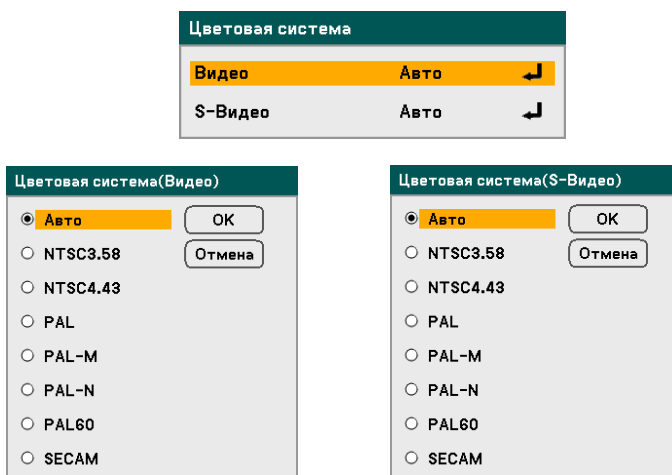 Цветовая система
Видео Авто
S-Видео Авто
Цветовая система(Видео)
Авто OK
NTSC3.58 Отмена
NTSC4.43
PAL
PAL-M
PAL-N
PAL60
SECAM
Цветовая система(S-Видео)
Авто OK
NTSC3.58 Отмена
NTSC4.43
PAL
PAL-M
PAL-N
PAL60
SECAM